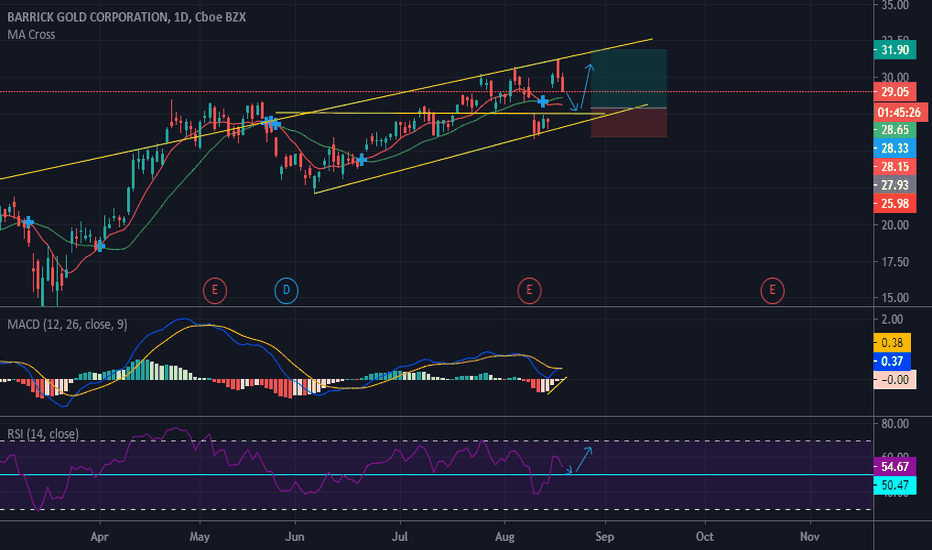 BARRICK GOLD CORPORATION, 1D, Cboe BZX
MA Cross
35.00
31.90
30.00
29.05
01:45:26
28.65
28.33
28.15
27.93
25.98
20.00
17.50
15.00
E
D
E
E
MACD (12, 26, close, 9)
2.00
0.38
0.37
−0.00
RSI (14, close)
80.00
54.67
50.47
Apr
May
Jun
Jul
Aug
Sep
Oct
Nov